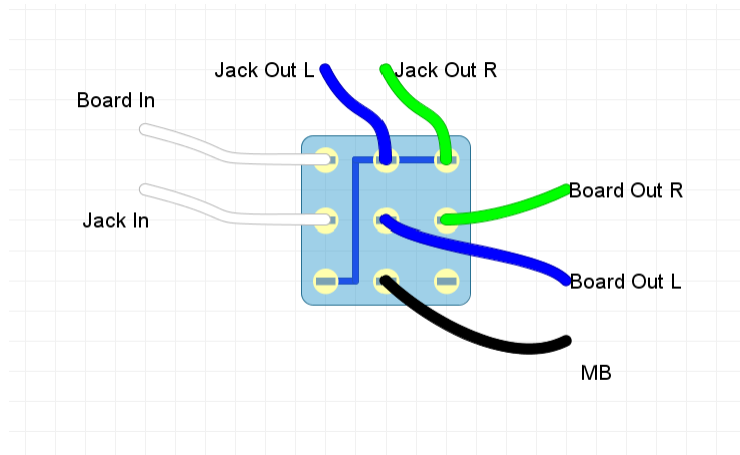 Jack Out L
Jack Out R
Board In
Board Out R
Jack In
Board Out L
MB